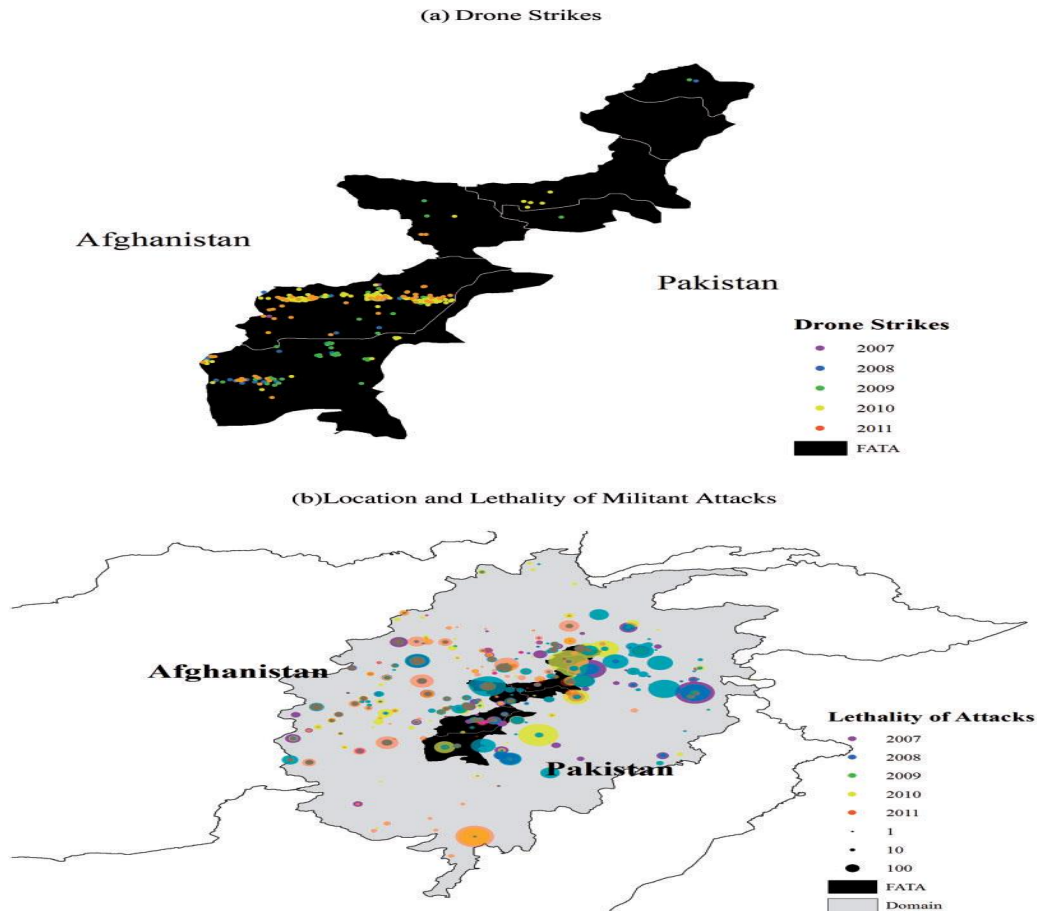 (a) Drone Strikes
Afghanistan
Pakistan
Drone Strikes
2007
2008
2009
2010
2011
FATA
(b)Location and Lethality of Militant Attacks
Afghanistan
Pakistan
Lethality of Attacks
2007
2008
2009
2010
2011
1
10
100
FATA
Domain